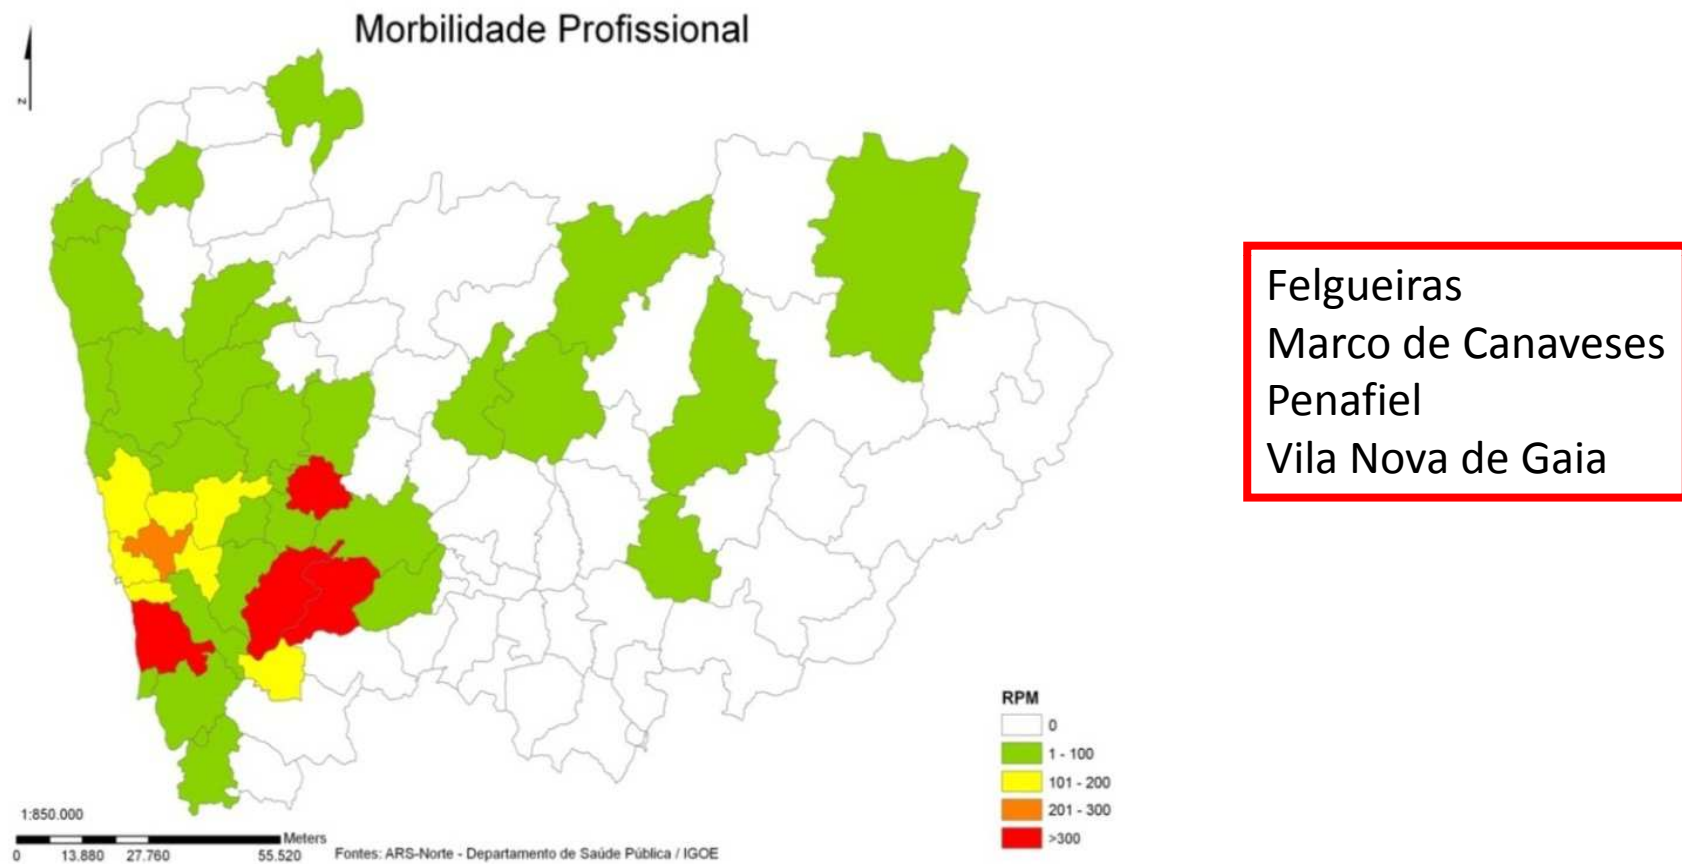 Morbilidade Profissional
N
Felgueiras
Marco de Canaveses
Penafiel
Vila Nova de Gaia
RPM
0
1 - 100
101 - 200
201 - 300
>300
1:850.000
Meters
0 13.880 27.760 55.520
Fontes: ARS-Norte - Departamento de Saúde Pública / IGOE